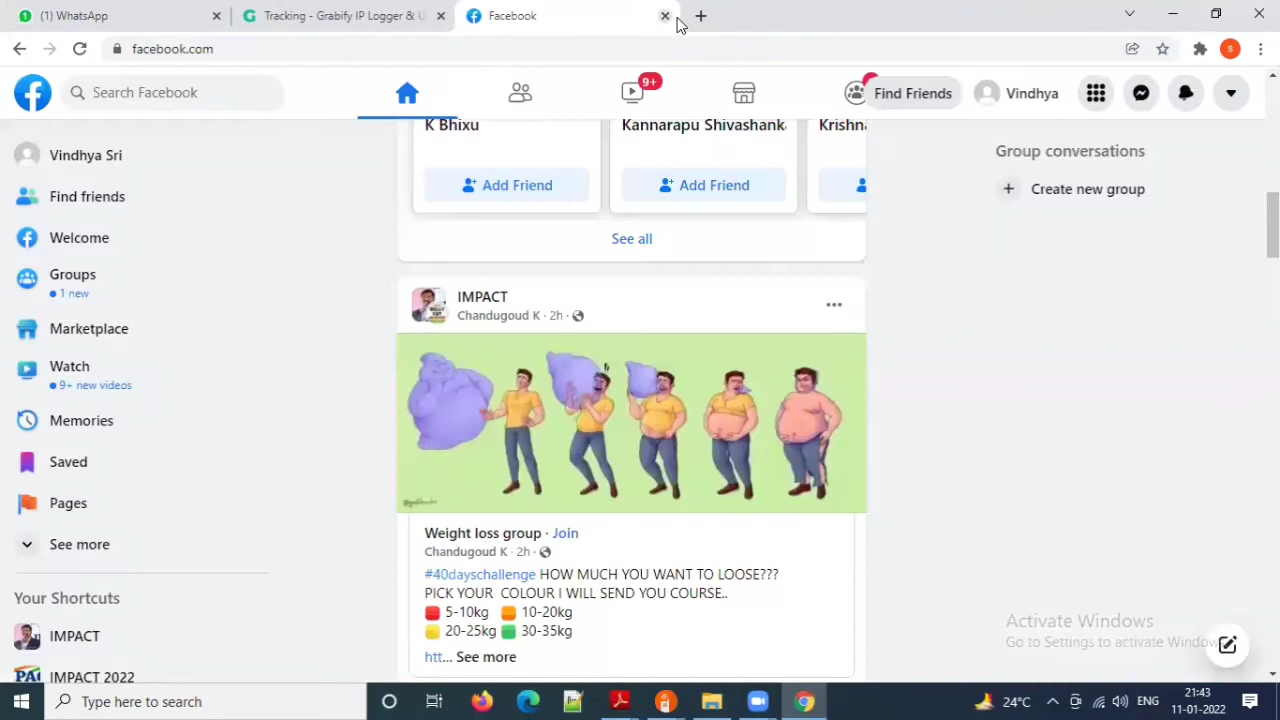 (1) WhatsApp
Tracking - Grabify IP Logger & U
Facebook
facebook.com
S
Search Facebook
9+
Find Friends
Vindhya
K Bhixu
Kannarapu Shivashank
Krishn
Add Friend
Add Friend
See all
Vindhya Sri
Find friends
Welcome
Groups
1 new
Marketplace
Watch
9+ new videos
Memories
Saved
Pages
See more
Your Shortcuts
IMPACT
IMPACT 2022
IMPACT
Chandugoud K · 2h ·
Weight loss group · Join
Chandugoud K · 2h ·
#40dayschallenge HOW MUCH YOU WANT TO LOOSE???
PICK YOUR COLOUR I WILL SEND YOU COURSE..
5-10kg 10-20kg
20-25kg 30-35kg
htt... See more
Group conversations
Create new group
Activate Windows
Go to Settings to activate Window
Type here to search
24°C
ENG
21:43
11-01-2022